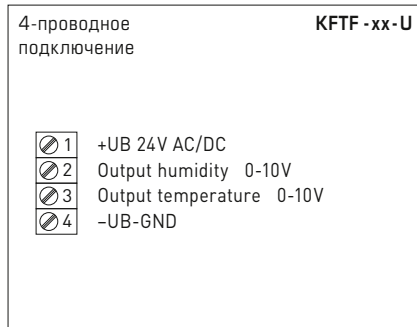 4-проводное
подключение
KFTF - xx - U
1 +UB 24V AC/DC
2 Output humidity 0-10V
3 Output temperature 0-10V
4 –UB-GND